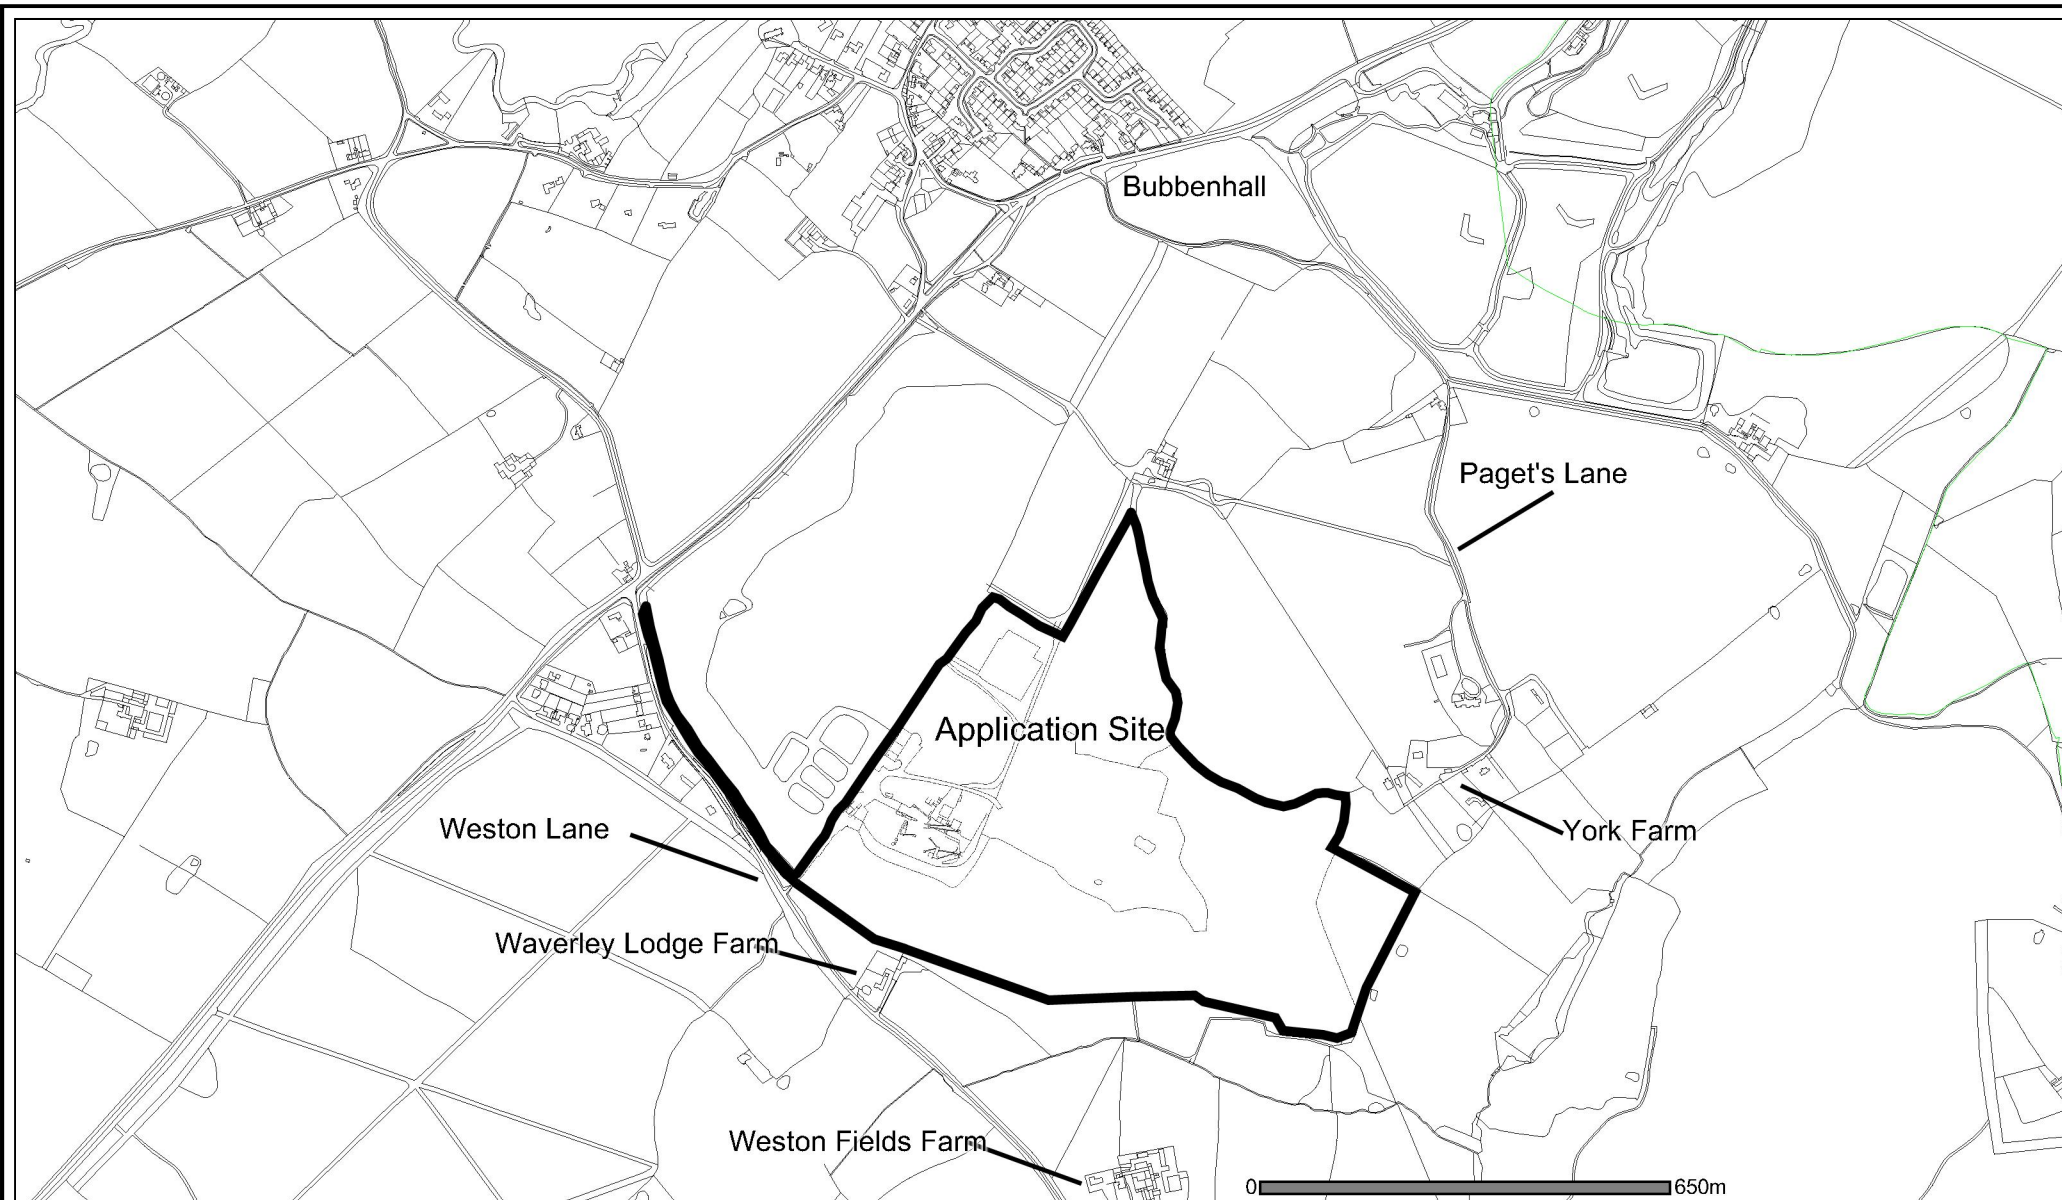 Bubbenhall
Paget's Lane
Application Site
Weston Lane
York Farm
Waverley Lodge Farm
Weston Fields Farm
0 650m